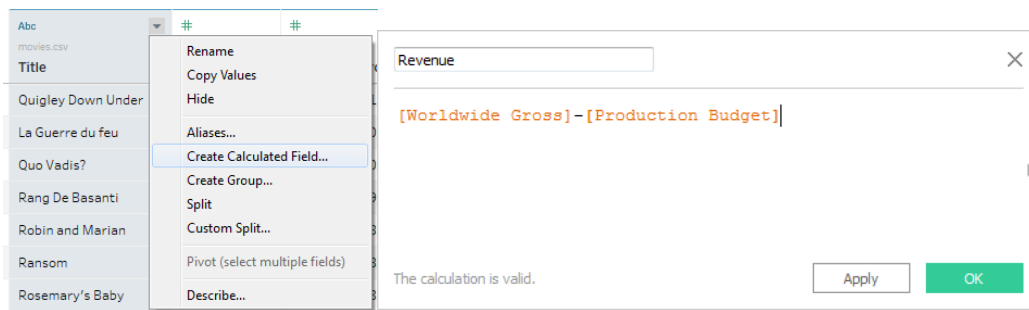 Abc
#
#
movies.csv
Title
Quigley Down Under
La Guerre du feu
Quo Vadis?
Rang De Basanti
Robin and Marian
Ransom
Rosemary's Baby
Rename
Copy Values
Hide
Aliases...
Create Calculated Field...
Create Group...
Split
Custom Split...
Pivot (select multiple fields)
Describe...
Revenue
[Worldwide Gross]-[Production Budget]
The calculation is valid.
Apply
OK